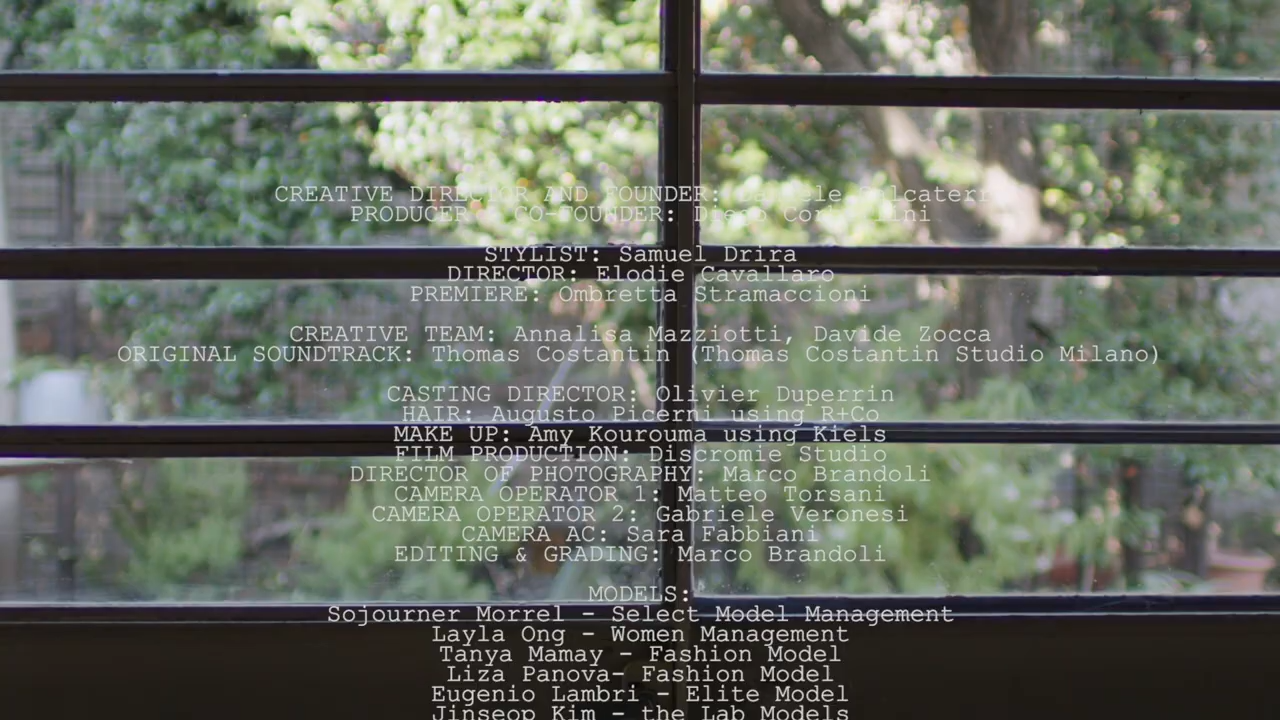 CREATIVE DIRECTOR AND FOUNDER:
PRODUCER CO-FOUNDER: Diego
STYLIST: Samuel Drira
DIRECTOR: Elodie Cavallaro
PREMIERE: Ombretta Stramaccioni
CREATIVE TEAM: Annalisa Mazziotti, Davide Zocca
ORIGINAL SOUNDTRACK: Thomas Costantin (Thomas Costantin Studio Milano)
CASTING DIRECTOR: Olivier Duperrin
HAIR: Augusto Picerni using R+Co
MAKE UP: Amy Kourouma using Kiels
FILM PRODUCTION: Discromie Studio
DIRECTOR OF PHOTOGRAPHY: Marco Brandoli
CAMERA OPERATOR 1: Matteo Torsani
CAMERA OPERATOR 2: Gabriele Veronesi
CAMERA AC: Sara Fabbiani
EDITING & GRADING: Marco Brandoli
MODELS:
Sojourner Morrel - Select Model Management
Layla Ong - Women Management
Tanya Mamay - Fashion Model
Liza Panova- Fashion Model
Eugenio Lambri - Elite Model
Jinseop Kim - the Lab Models